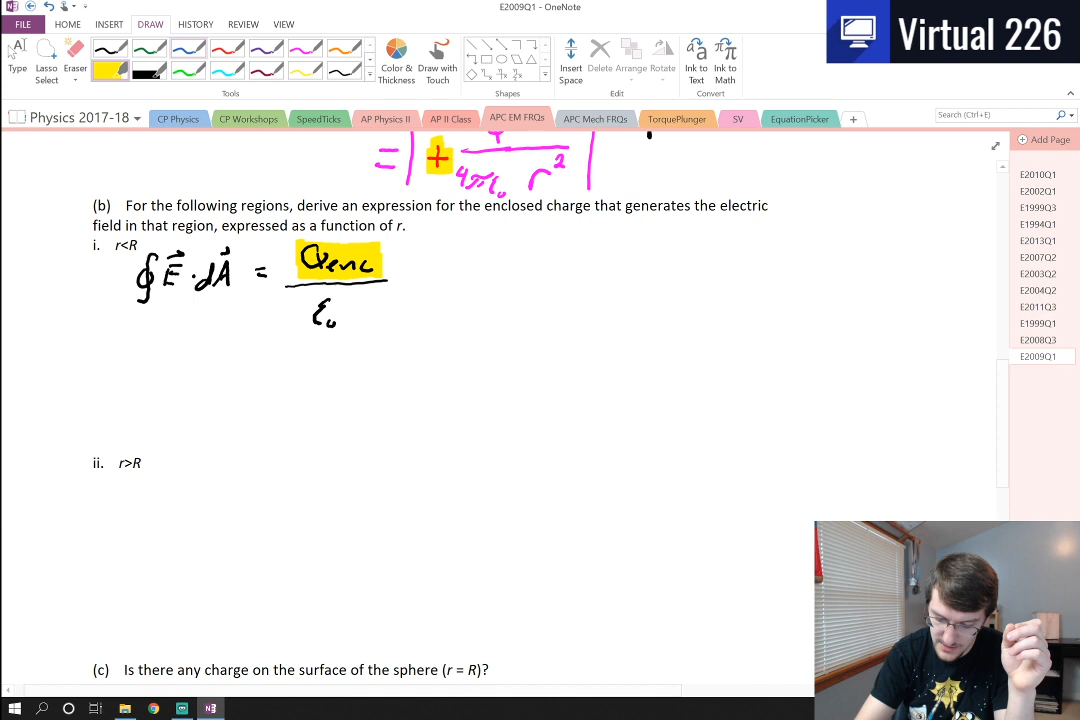 E2009Q1 - OneNote
Virtual 226
FILE HOME INSERT DRAW HISTORY REVIEW VIEW
Type Lasso Select Eraser Color & Thickness Draw with Touch Insert Space Delete Arrange Rotate Ink to Text Ink to Math
Tools Shapes Edit Convert
Physics 2017-18 CP Physics CP Workshops SpeedTicks AP Physics II AP II Class APC EM FRQs APC Mech FRQs TorquePlunger SV EquationPicker + Search (Ctrl+E)
Add Page
E2010Q1
E2002Q1
E1999Q3
E1994Q1
E2013Q1
E2007Q2
E2003Q2
E2004Q2
E2011Q3
E1999Q1
E2008Q3
E2009Q1
= | + 
4πε₀ r² |
(b) For the following regions, derive an expression for the enclosed charge that generates the electric
field in that region, expressed as a function of r.
i. r<R
∮ E⃗ · dA⃗ = Qenc
ε₀
ii. r>R
(c) Is there any charge on the surface of the sphere (r = R)?